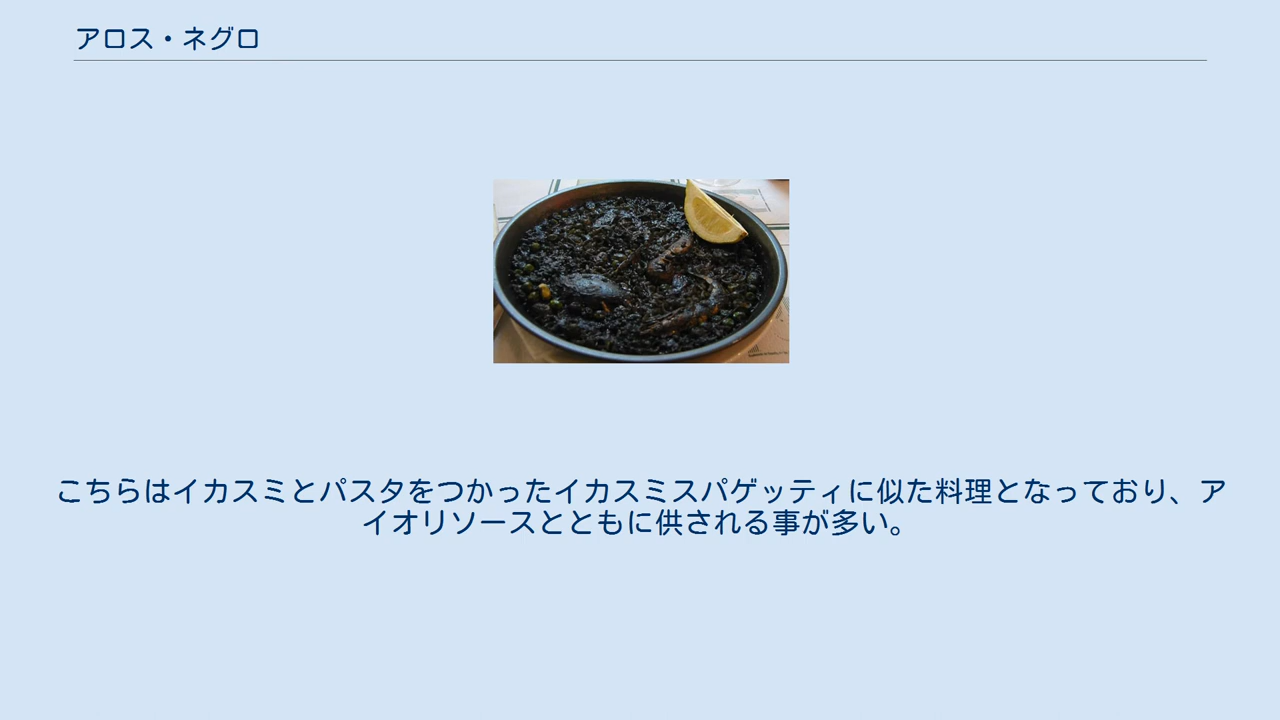 アロス・ネグロ
こちらはイカスミとパスタをつかったイカスミスパゲッティに似た料理となっており、ア
イオリソースとともに供される事が多い。